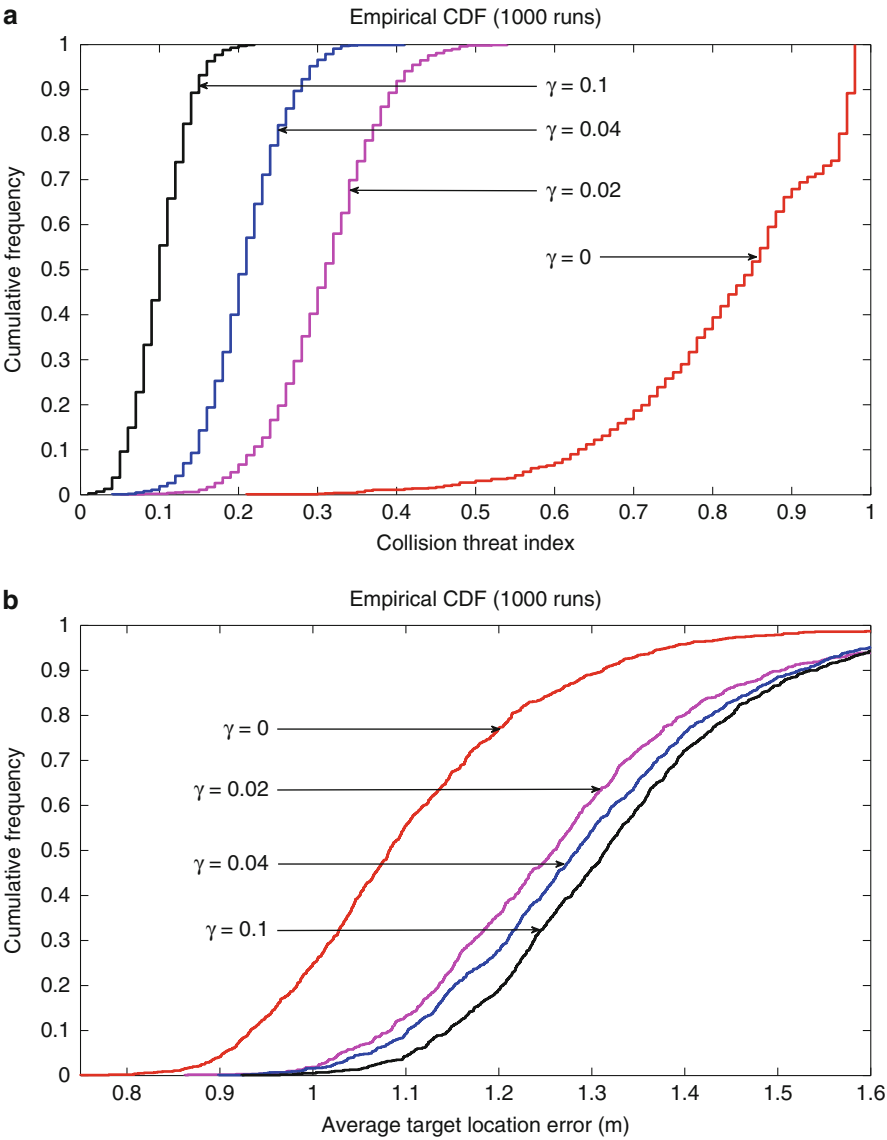 a
Empirical CDF (1000 runs)
1
0.9
0.8
0.7
0.6
0.5
0.4
0.3
0.2
0.1
0
Cumulative frequency
γ = 0.1
γ = 0.04
γ = 0.02
γ = 0
0 0.1 0.2 0.3 0.4 0.5 0.6 0.7 0.8 0.9 1
Collision threat index
b
Empirical CDF (1000 runs)
1
0.9
0.8
0.7
0.6
0.5
0.4
0.3
0.2
0.1
0
Cumulative frequency
γ = 0
γ = 0.02
γ = 0.04
γ = 0.1
0.8 0.9 1 1.1 1.2 1.3 1.4 1.5 1.6
Average target location error (m)